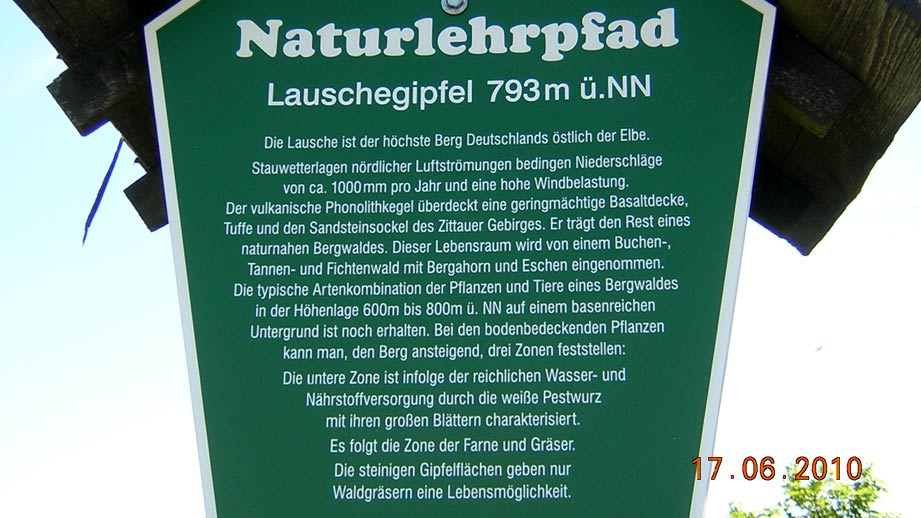 Naturlehrpfad
Lauschegipfel 793m ü.NN
Die Lausche ist der höchste Berg Deutschlands östlich der Elbe.
Stauwetterlagen nördlicher Luftströmungen bedingen Niederschläge
von ca. 1000mm pro Jahr und eine hohe Windbelastung.
Der vulkanische Phonolithkegel überdeckt eine geringmächtige Basaltdecke,
Tuffe und den Sandsteinsockel des Zittauer Gebirges. Er trägt den Rest eines
naturnahen Bergwaldes. Dieser Lebensraum wird von einem Buchen-,
Tannen- und Fichtenwald mit Bergahorn und Eschen eingenommen.
Die typische Artenkombination der Pflanzen und Tiere eines Bergwaldes
in der Höhenlage 600m bis 800m ü. NN auf einem basenreichen
Untergrund ist noch erhalten. Bei den bodenbedeckenden Pflanzen
kann man, den Berg ansteigend, drei Zonen feststellen:
Die untere Zone ist infolge der reichlichen Wasser- und
Nährstoffversorgung durch die weiße Pestwurz
mit ihren großen Blättern charakterisiert.
Es folgt die Zone der Farne und Gräser.
Die steinigen Gipfelflächen geben nur
Waldgräsern eine Lebensmöglichkeit.
17.06.2010